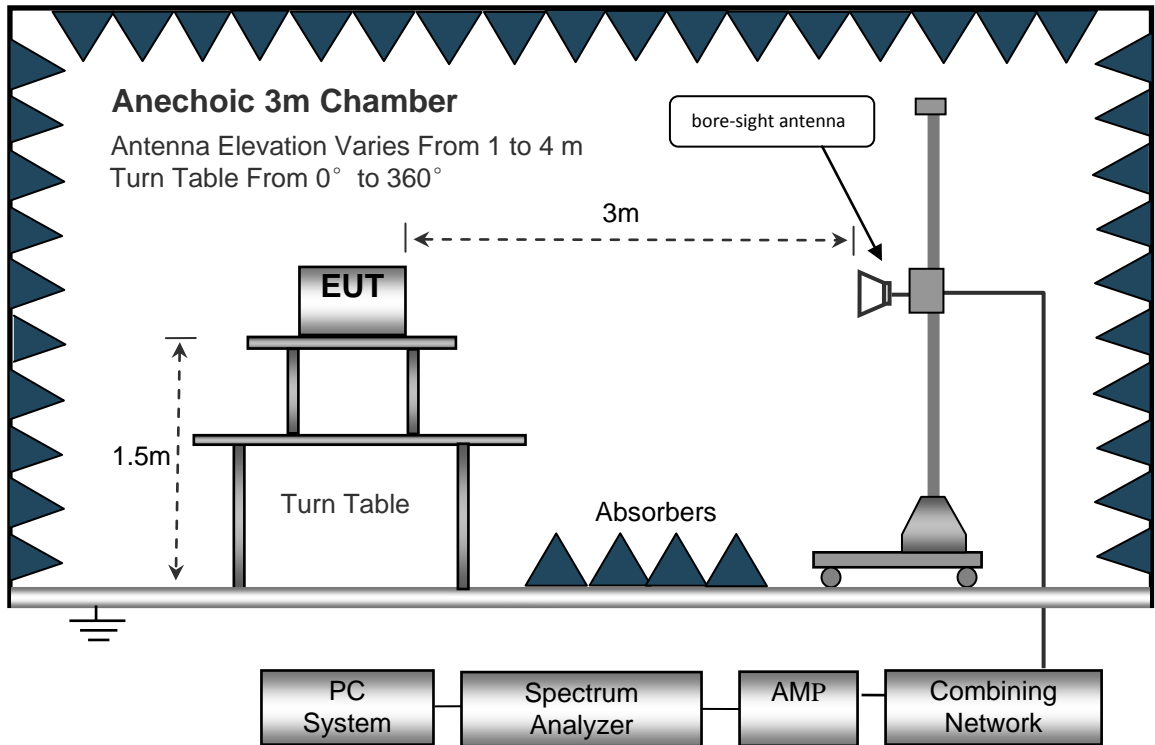 Anechoic 3m Chamber
Antenna Elevation Varies From 1 to 4 m
Turn Table From 0° to 360°
bore-sight antenna
3m
EUT
1.5m
Turn Table
Absorbers
PC
System
Spectrum
Analyzer
AMP
Combining
Network